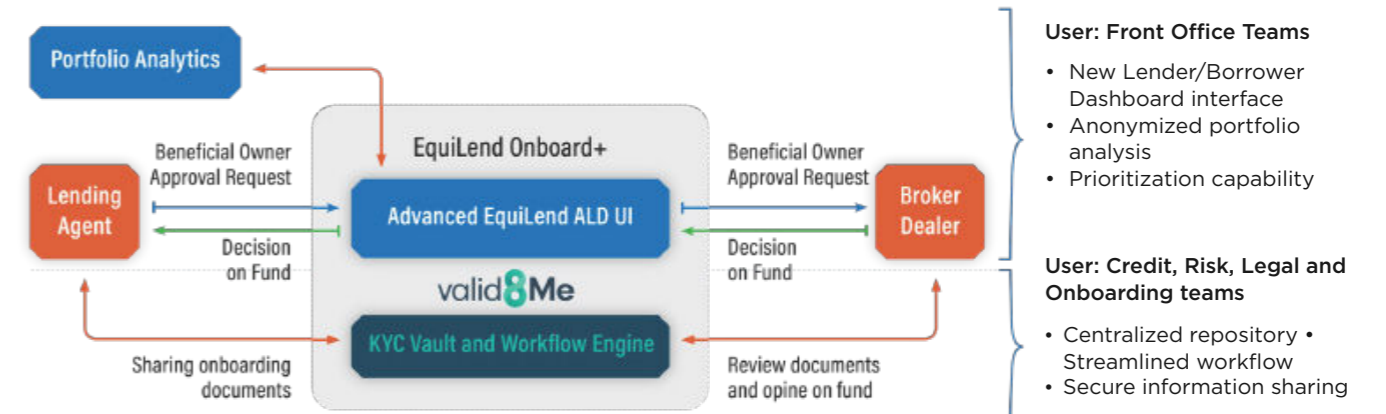 Portfolio Analytics
EquiLend Onboard+
Beneficial Owner
Approval Request
Lending
Agent
Decision
on Fund
Advanced EquiLend ALD UI
Beneficial Owner
Approval Request
Broker
Dealer
Decision
on Fund
valid8Me
KYC Vault and Workflow Engine
Sharing onboarding
documents
Review documents
and opine on fund
User: Front Office Teams
• New Lender/Borrower
Dashboard interface
• Anonymized portfolio
analysis
• Prioritization capability
User: Credit, Risk, Legal and
Onboarding teams
• Centralized repository •
Streamlined workflow
• Secure information sharing